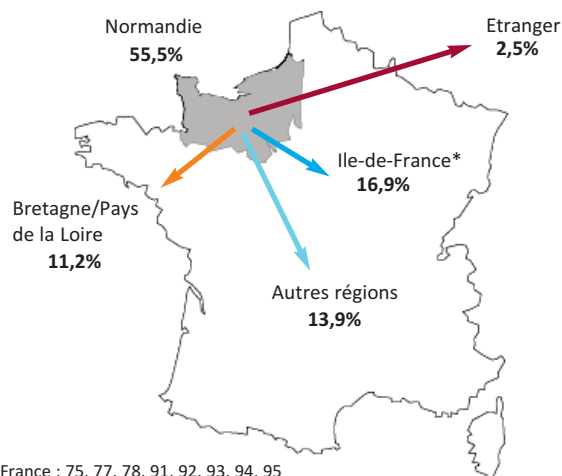 Normandie
55,5%
Etranger
2,5%
Ile-de-France*
16,9%
Bretagne/Pays
de la Loire
11,2%
Autres régions
13,9%
France : 75, 77, 78, 91, 92, 93, 94, 95